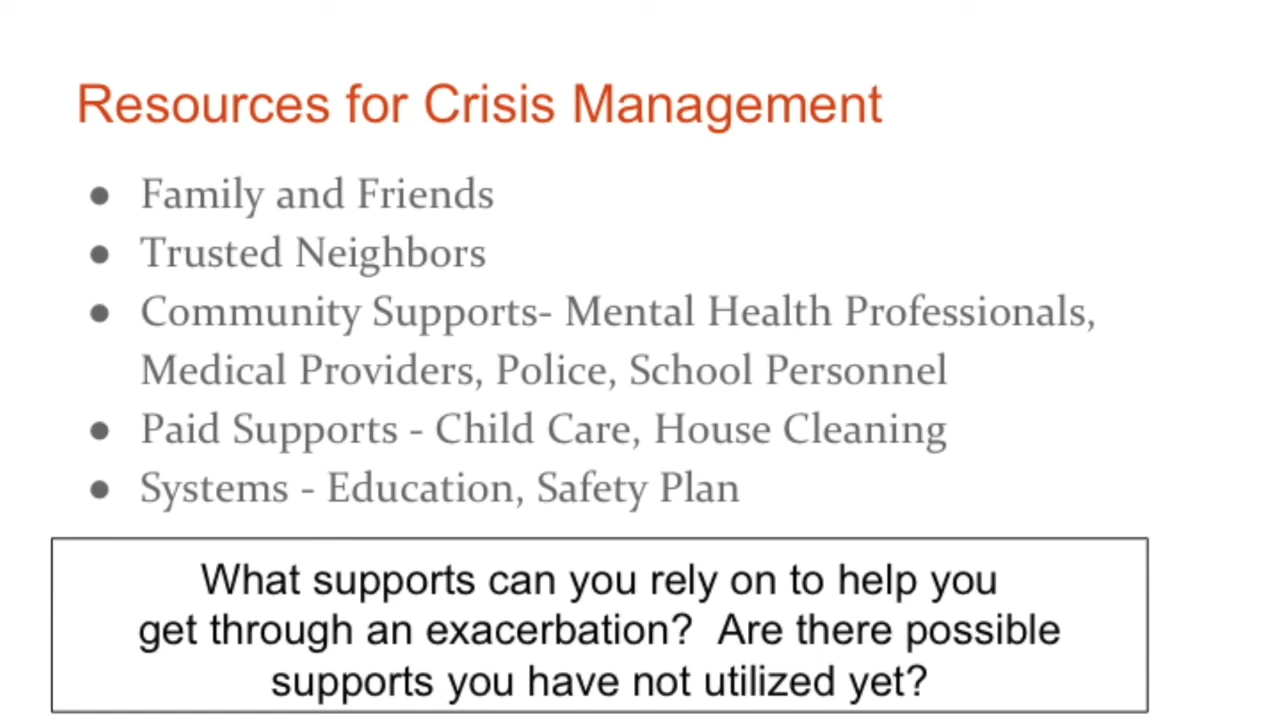 Resources for Crisis Management
● Family and Friends
● Trusted Neighbors
● Community Supports- Mental Health Professionals,
Medical Providers, Police, School Personnel
● Paid Supports - Child Care, House Cleaning
● Systems - Education, Safety Plan
What supports can you rely on to help you
get through an exacerbation?  Are there possible
supports you have not utilized yet?